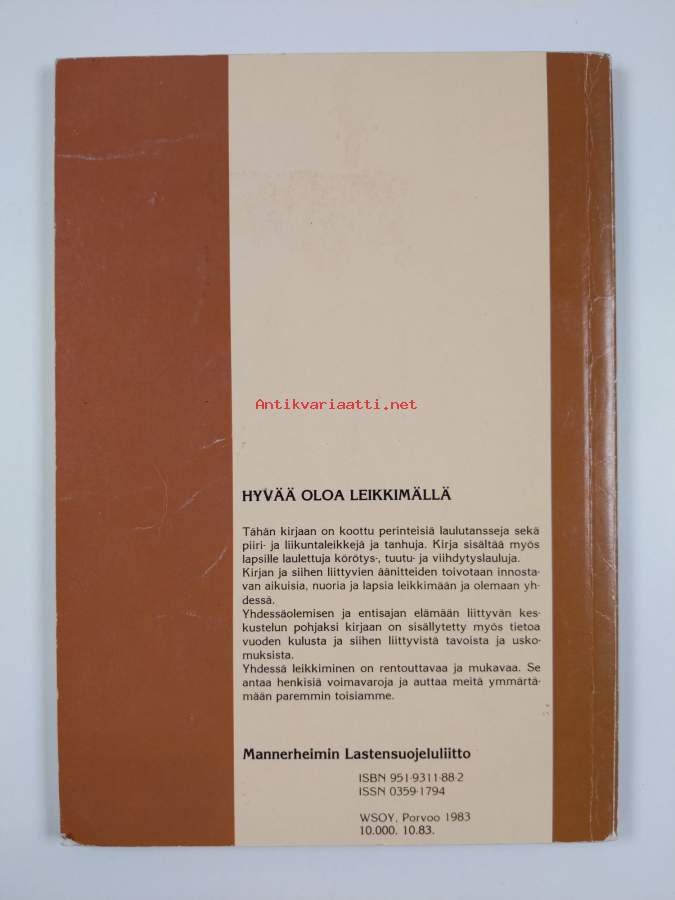 Antikvariaatti.net
HYVÄÄ OLOA LEIKKIMÄLLÄ
Tähän kirjaan on koottu perinteisiä laulutansseja sekä
piiri- ja liikuntaleikkejä ja tanhuja. Kirja sisältää myös
lapsille laulettuja körötys-, tuutu- ja viihdytyslauluja.
Kirjan ja siihen liittyvien äänitteiden toivotaan innosta-
van aikuisia, nuoria ja lapsia leikkimään ja olemaan yh-
dessä.
Yhdessäolemisen ja entisajan elämään liittyvän kes-
kustelun pohjaksi kirjaan on sisällytetty myös tietoa
vuoden kulusta ja siihen liittyvistä tavoista ja usko-
muksista.
Yhdessä leikkiminen on rentouttavaa ja mukavaa. Se
antaa henkisiä voimavaroja ja auttaa meitä ymmärtä-
mään paremmin toisiamme.
Mannerheimin Lastensuojeluliitto
ISBN 951-9311-88-2
ISSN 0359-1794
WSOY, Porvoo 1983
10.000. 10.83.